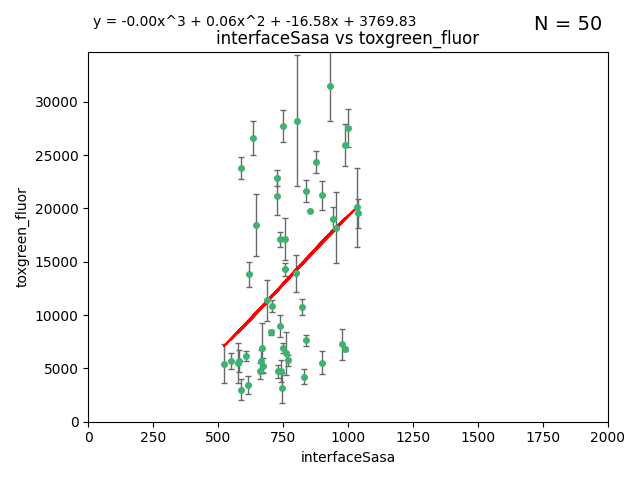 y = -0.00x^3 + 0.06x^2 + -16.58x + 3769.83
N = 50
interfaceSasa vs toxgreen_fluor
toxgreen_fluor
30000
25000
20000
15000
10000
5000
0
0 250 500 750 1000 1250 1500 1750 2000
interfaceSasa